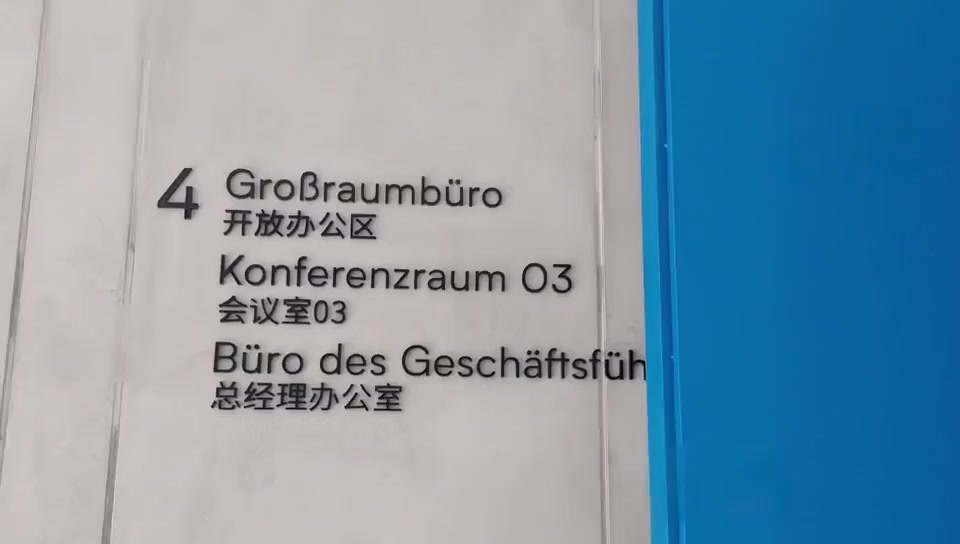 4 Großraumbüro
开放办公区
Konferenzraum 03
会议室03
Büro des Geschäftsfüh
总经理办公室